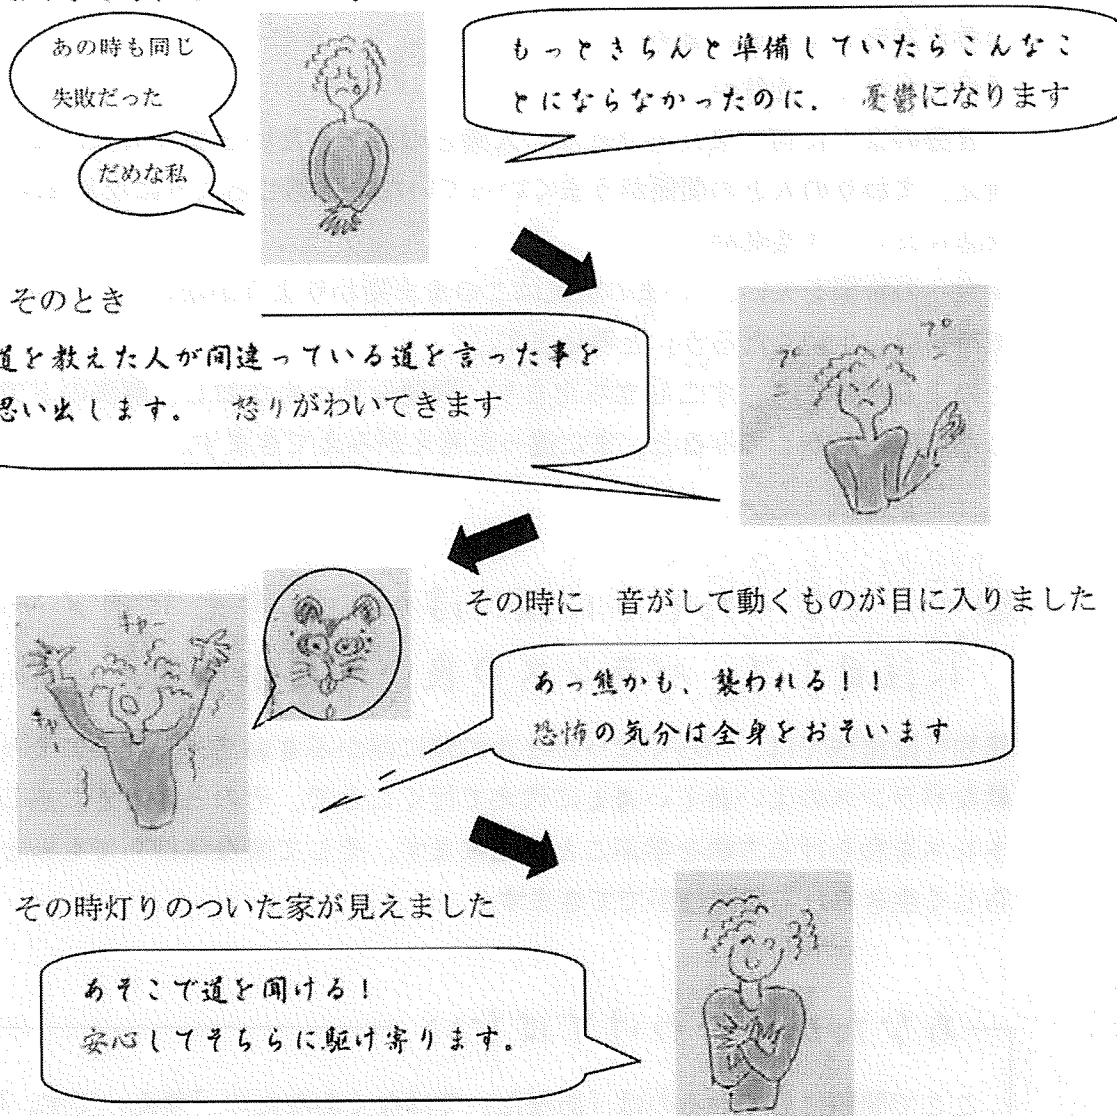 あの時も同じ
失敗だった
だめな私
もっときちんと準備していたらこんなこ
とにならなかったのに. 憂鬱になります
そのとき
道を教えた人が間違っている道を言った事を
思い出します。 怒りがわいてきます
プ
プ
その時に 音がして動くものが目に入りました
キャー
キャー
あっ熊かも、襲われる!!
恐怖の気分は全身をおそいます
その時灯りのついた家が見えました
あそこで道を聞ける!
安心してそちらに駆け寄ります。